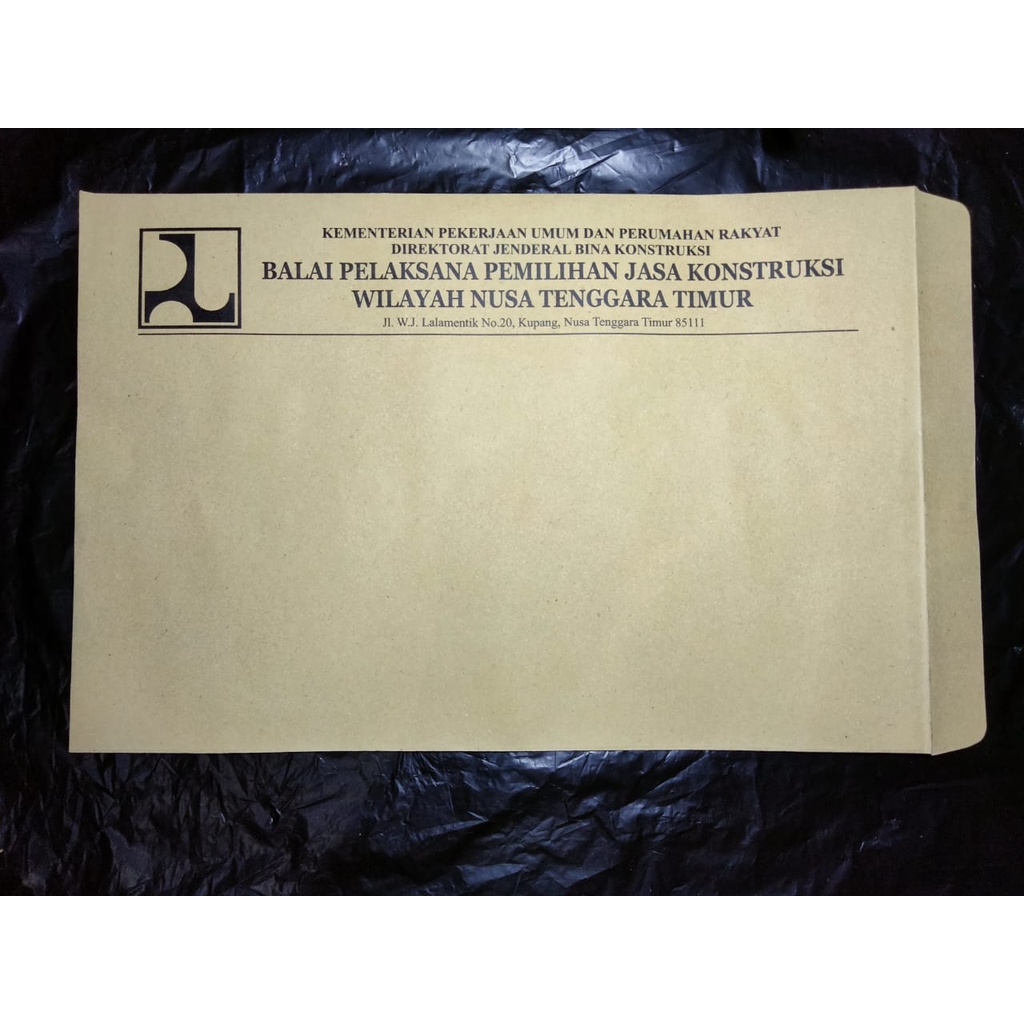 KEMENTERIAN PEKERJAAN UMUM DAN PERUMAHAN RAKYAT
DIREKTORAT JENDERAL BINA KONSTRUKSI
BALAI PELAKSANA PEMILIHAN JASA KONSTRUKSI
WILAYAH NUSA TENGGARA TIMUR
Jl. W.J. Lalamentik No.20, Kupang, Nusa Tenggara Timur 85111